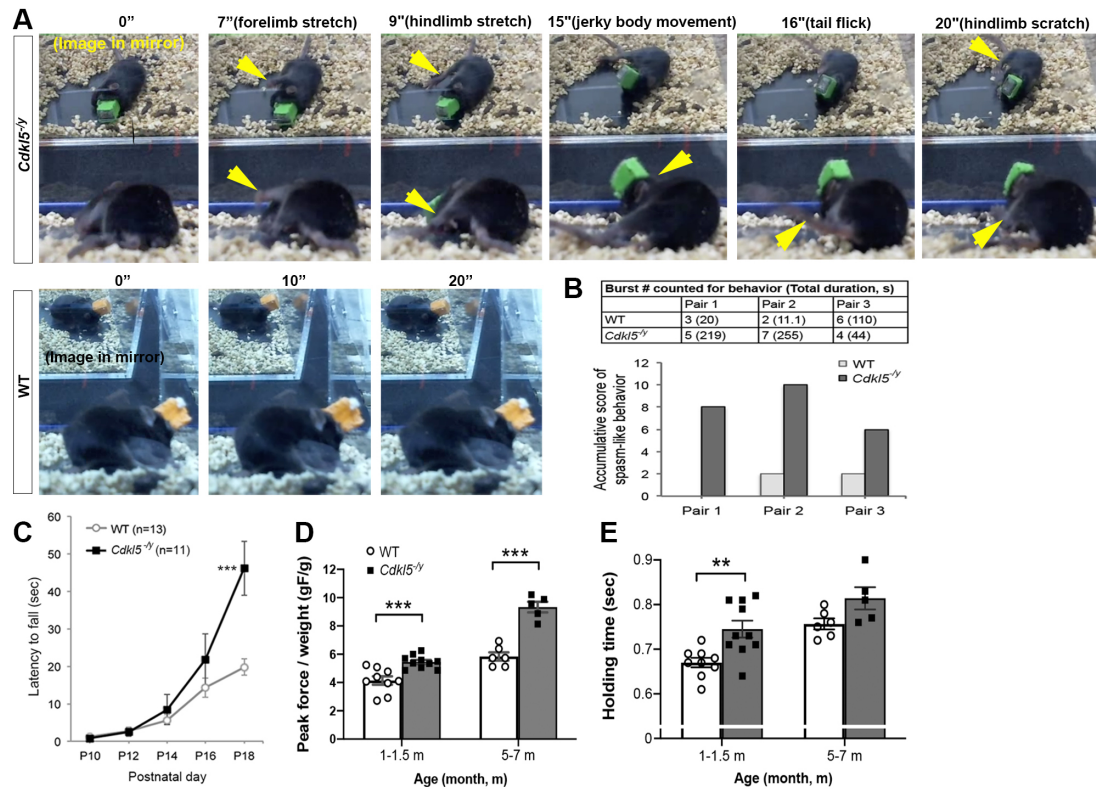 A
0” 7”(forelimb stretch) 9"(hindlimb stretch) 15"(jerky body movement) 16"(tail flick) 20"(hindlimb scratch)
(Image in mirror)
Cdkl5-/y
0” 10” 20”
(Image in mirror)
WT
B
Burst # counted for behavior (Total duration, s)
Pair 1 Pair 2 Pair 3
WT 3 (20) 2 (11.1) 6 (110)
Cdkl5-/y 5 (219) 7 (255) 4 (44)
Accumulative score of
spasm-like behavior
12
10
8
6
4
2
0
WT
Cdkl5-/y
Pair 1 Pair 2 Pair 3
C
Latency to fall (sec)
60
50
40
30
20
10
0
WT (n=13)
Cdkl5 -/y (n=11)
***
P10 P12 P14 P16 P18
Postnatal day
D
Peak force / weight (gF/g)
12
10
8
6
4
2
0
WT
Cdkl5-/y
***
***
1-1.5 m 5-7 m
Age (month, m)
E
Holding time (sec)
0.9
0.8
0.7
0.6
0
**
1-1.5 m 5-7 m
Age (month, m)